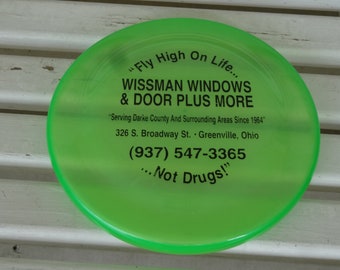 "Fly High On Life...
WISSMAN WINDOWS
& DOOR PLUS MORE
"Serving Darke County And Surrounding Areas Since 1964"
326 S. Broadway St. - Greenville, Ohio
(937) 547-3365
...Not Drugs!"